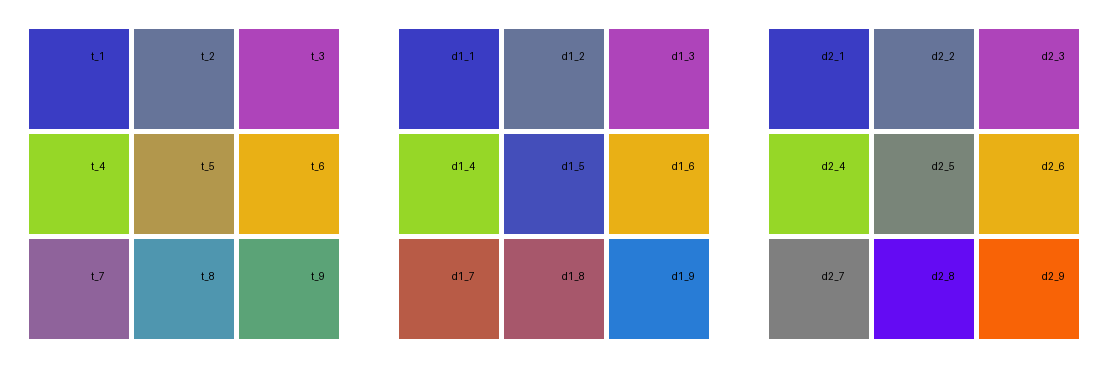 t_1 t_2 t_3 d1_1 d1_2 d1_3 d2_1 d2_2 d2_3
t_4 t_5 t_6 d1_4 d1_5 d1_6 d2_4 d2_5 d2_6
t_7 t_8 t_9 d1_7 d1_8 d1_9 d2_7 d2_8 d2_9